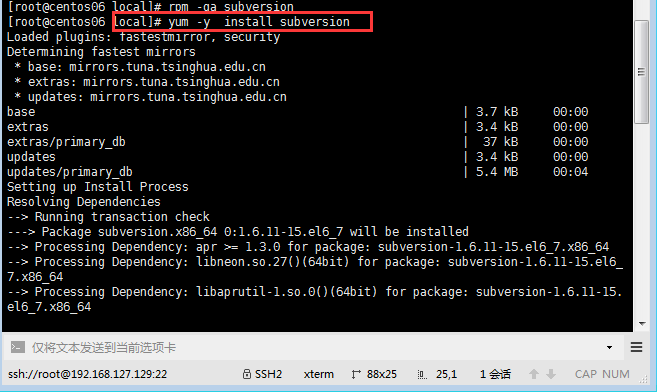 [root@centos06 local]# rpm -qa subversion
[root@centos06 local]# yum -y  install subversion
Loaded plugins: fastestmirror, security
Determining fastest mirrors
 * base: mirrors.tuna.tsinghua.edu.cn
 * extras: mirrors.tuna.tsinghua.edu.cn
 * updates: mirrors.tuna.tsinghua.edu.cn
base | 3.7 kB 00:00
extras | 3.4 kB 00:00
extras/primary_db | 37 kB 00:00
updates | 3.4 kB 00:00
updates/primary_db | 5.4 MB 00:04
Setting up Install Process
Resolving Dependencies
--> Running transaction check
---> Package subversion.x86_64 0:1.6.11-15.el6_7 will be installed
--> Processing Dependency: apr >= 1.3.0 for package: subversion-1.6.11-15.el6_7.x86_64
--> Processing Dependency: libneon.so.27()(64bit) for package: subversion-1.6.11-15.el6_
7.x86_64
--> Processing Dependency: libaprutil-1.so.0()(64bit) for package: subversion-1.6.11-15.
el6_7.x86_64
仅将文本发送到当前选项卡
ssh://root@192.168.127.129:22 SSH2 xterm 88x25 25,1 1 会话 CAP NUM